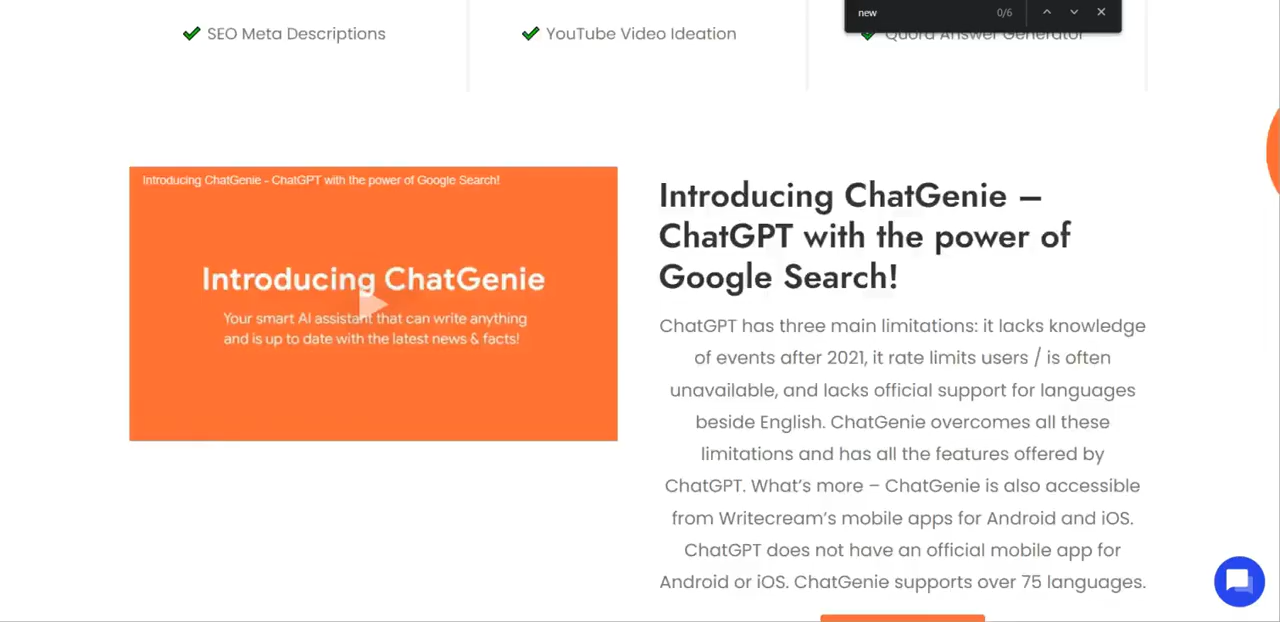 new 0/6
SEO Meta Descriptions
YouTube Video Ideation
Quora Answer Generator
Introducing ChatGenie - ChatGPT with the power of Google Search!
Introducing ChatGenie
Your smart AI assistant that can write anything
and is up to date with the latest news & facts!
Introducing ChatGenie –
ChatGPT with the power of
Google Search!
ChatGPT has three main limitations: it lacks knowledge
of events after 2021, it rate limits users / is often
unavailable, and lacks official support for languages
beside English. ChatGenie overcomes all these
limitations and has all the features offered by
ChatGPT. What's more – ChatGenie is also accessible
from Writecream's mobile apps for Android and iOS.
ChatGPT does not have an official mobile app for
Android or iOS. ChatGenie supports over 75 languages.